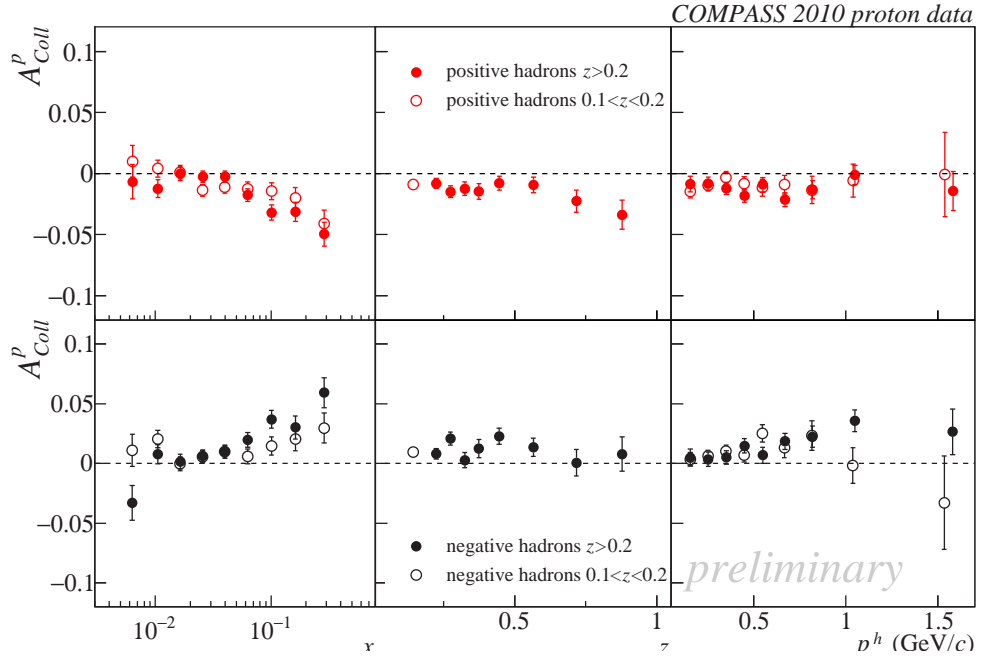 COMPASS 2010 proton data
A^p_Coll
0.1
0.05
0
−0.05
−0.1
positive hadrons z>0.2
positive hadrons 0.1<z<0.2
A^p_Coll
0.1
0.05
0
−0.05
−0.1
negative hadrons z>0.2
negative hadrons 0.1<z<0.2
preliminary
10^−2 10^−1 0.5 1 0.5 1 1.5
x z p^h (GeV/c)